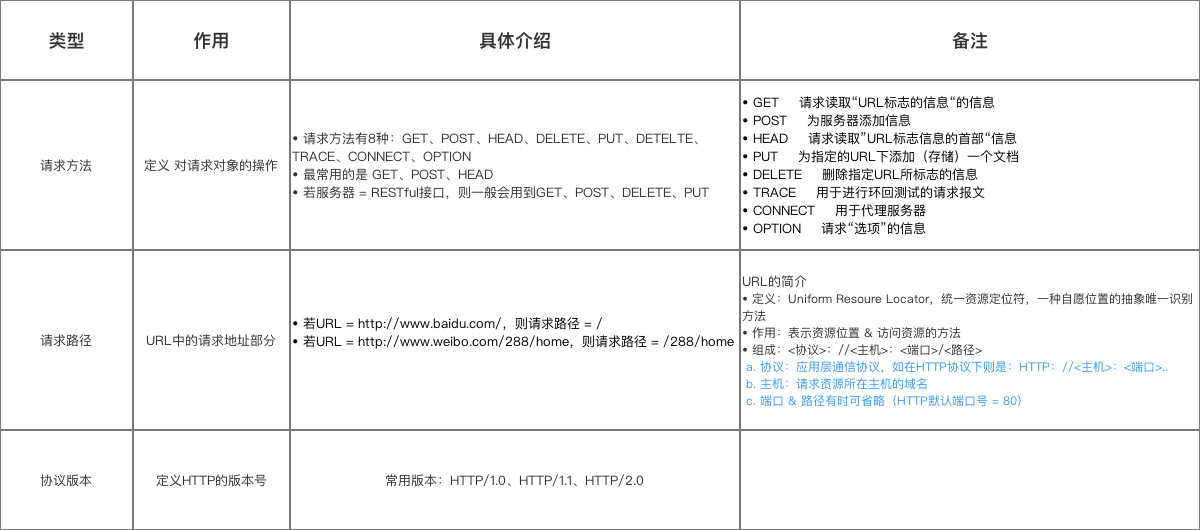 类型
作用
具体介绍
备注
请求方法
定义 对请求对象的操作
• 请求方法有8种：GET、POST、HEAD、DELETE、PUT、DETELTE、
TRACE、CONNECT、OPTION
• 最常用的是 GET、POST、HEAD
• 若服务器 = RESTful接口，则一般会用到GET、POST、DELETE、PUT
• GET 请求读取“URL标志的信息“的信息
• POST 为服务器添加信息
• HEAD 请求读取”URL标志信息的首部“信息
• PUT 为指定的URL下添加（存储）一个文档
• DELETE 删除指定URL所标志的信息
• TRACE 用于进行环回测试的请求报文
• CONNECT 用于代理服务器
• OPTION 请求“选项”的信息
请求路径
URL中的请求地址部分
• 若URL = http://www.baidu.com/，则请求路径 = /
• 若URL = http://www.weibo.com/288/home，则请求路径 = /288/home
URL的简介
• 定义：Uniform Resoure Locator，统一资源定位符，一种自愿位置的抽象唯一识别
方法
• 作用：表示资源位置 & 访问资源的方法
• 组成：<协议>：//<主机>：<端口>/<路径>
a. 协议：应用层通信协议，如在HTTP协议下则是：HTTP：//<主机>：<端口>..
b. 主机：请求资源所在主机的域名
c. 端口 & 路径有时可省略（HTTP默认端口号 = 80）
协议版本
定义HTTP的版本号
常用版本：HTTP/1.0、HTTP/1.1、HTTP/2.0